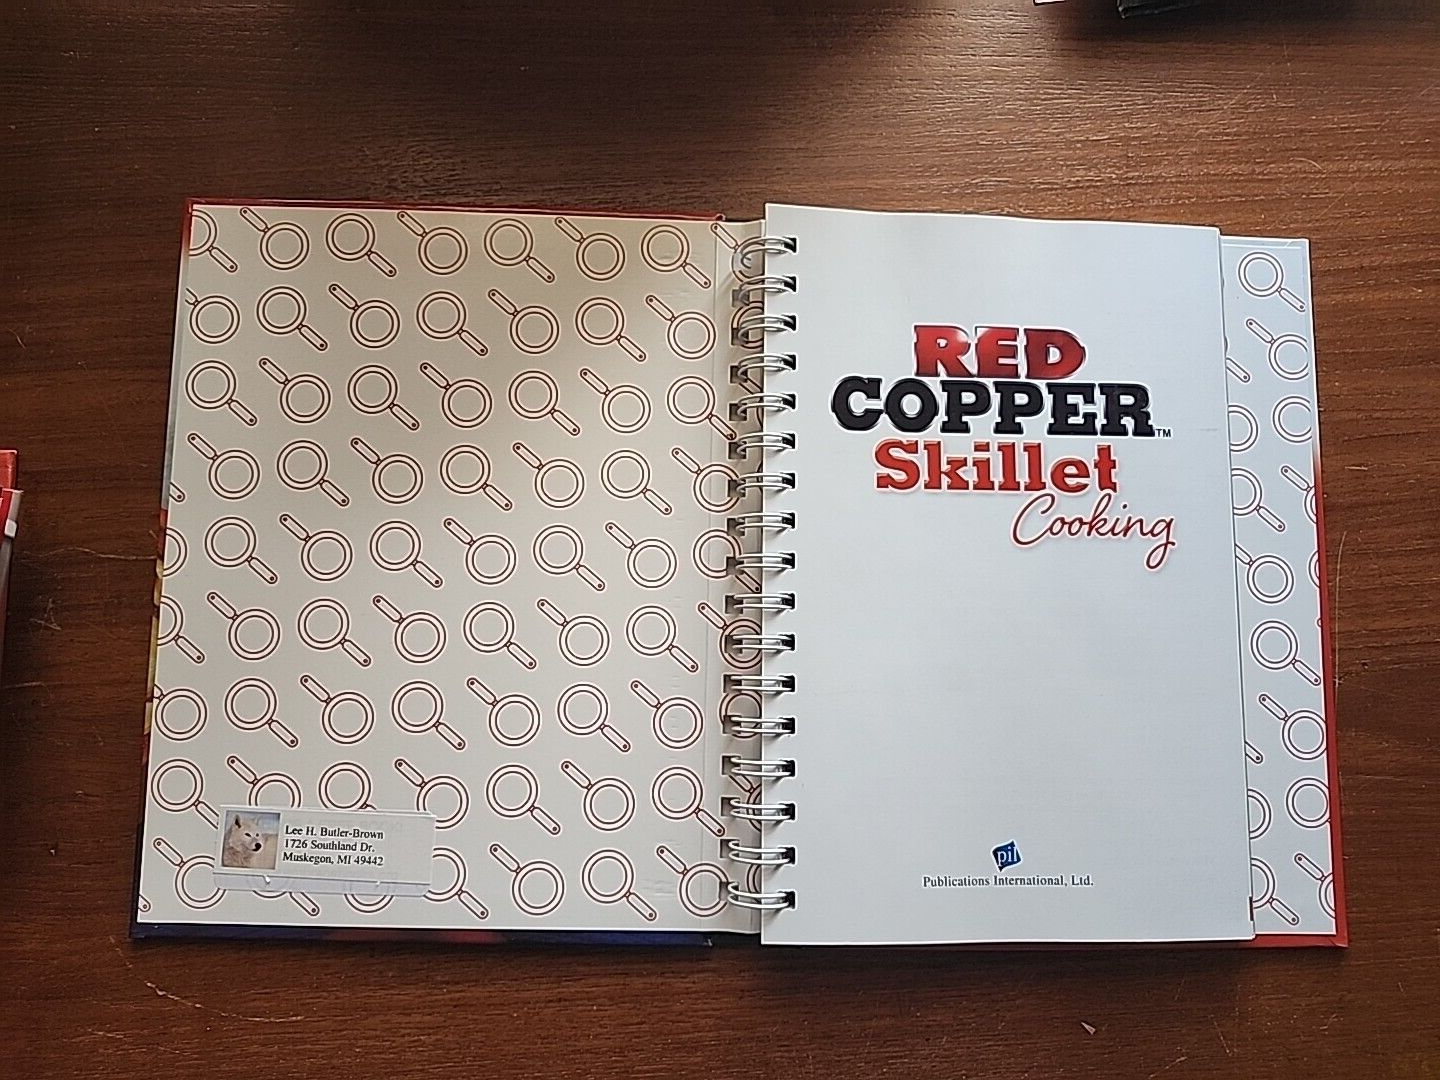 Lee H. Butler-Brown
1726 Southland Dr.
Muskegon, MI 49442
RED
COPPER™
Skillet
Cooking
pil
Publications International, Ltd.